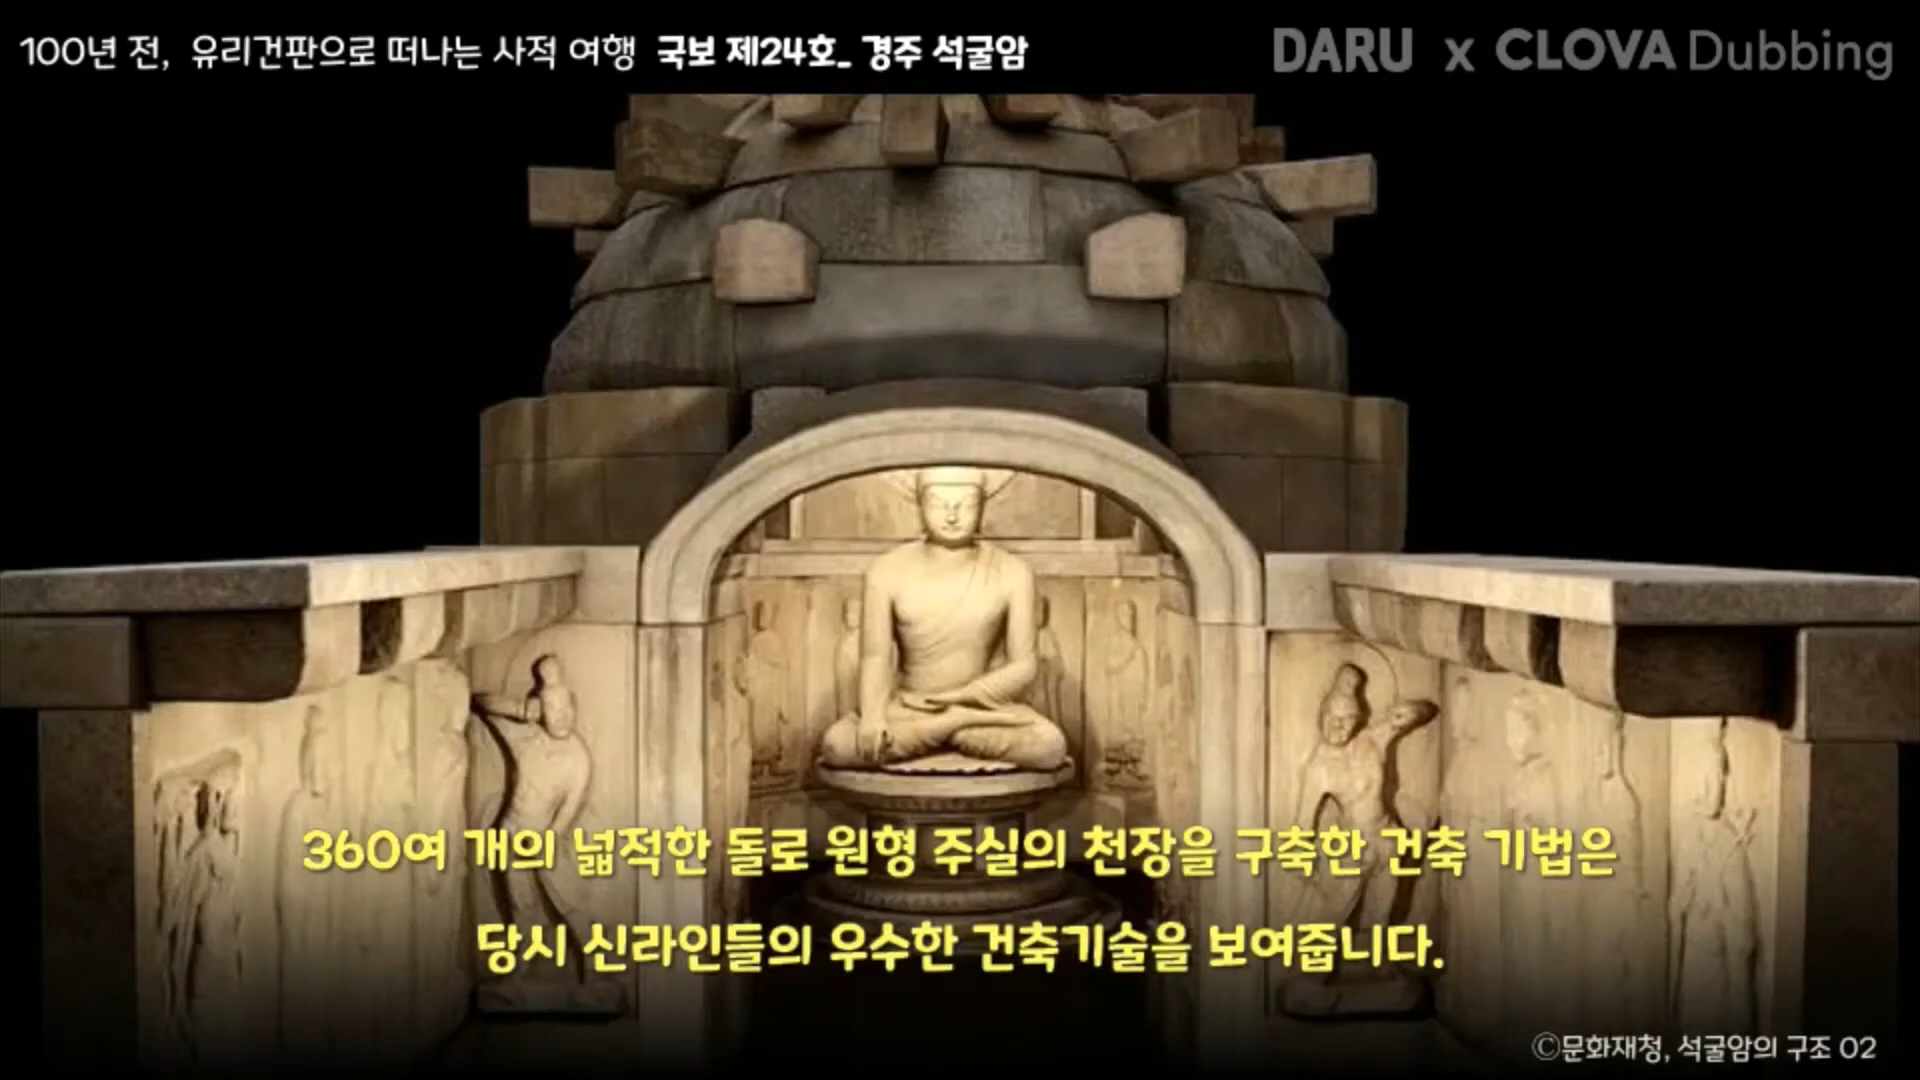 100년 전, 유리건판으로 떠나는 사적 여행 국보 제24호_ 경주 석굴암
DARU x CLOVA Dubbing
360여 개의 넓적한 돌로 원형 주실의 천장을 구축한 건축 기법은
당시 신라인들의 우수한 건축기술을 보여줍니다.
©문화재청, 석굴암의 구조 02